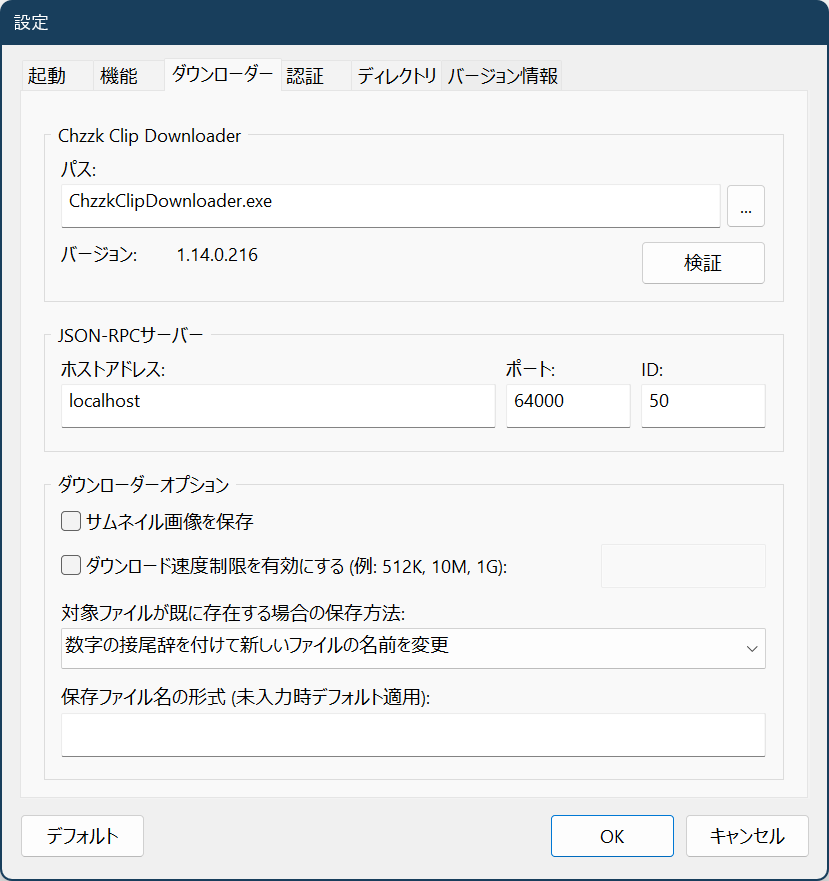 設定
起動 機能 ダウンローダー 認証 ディレクトリ バージョン情報
Chzzk Clip Downloader
パス:
ChzzkClipDownloader.exe ...
バージョン: 1.14.0.216 検証
JSON-RPCサーバー
ホストアドレス: ポート: ID:
localhost 64000 50
ダウンローダーオプション
サムネイル画像を保存
ダウンロード速度制限を有効にする (例: 512K, 10M, 1G):
対象ファイルが既に存在する場合の保存方法:
数字の接尾辞を付けて新しいファイルの名前を変更
保存ファイル名の形式 (未入力時デフォルト適用):
デフォルト OK キャンセル